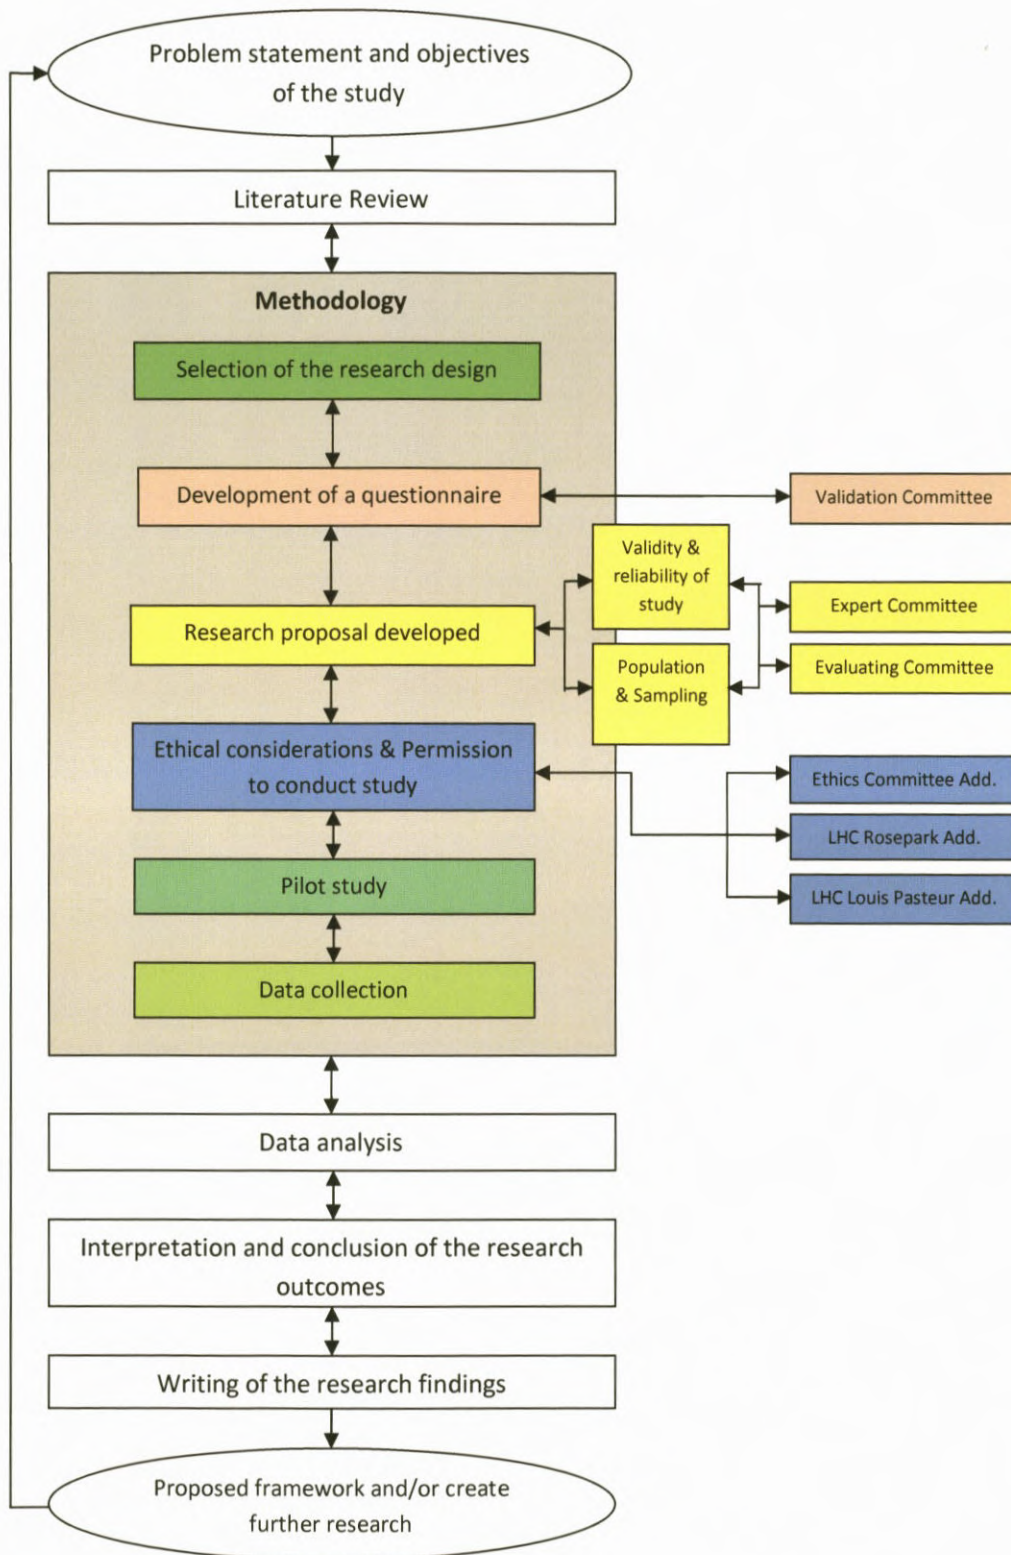 Problem statement and objectives
of the study
Literature Review
Methodology
Selection of the research design
Development of a questionnaire
Validation Committee
Validity &
reliability of
study
Expert Committee
Research proposal developed
Evaluating Committee
Population
& Sampling
Ethical considerations & Permission
to conduct study
Ethics Committee Add.
LHC Rosepark Add.
LHC Louis Pasteur Add.
Pilot study
Data collection
Data analysis
Interpretation and conclusion of the research
outcomes
Writing of the research findings
Proposed framework and/or create
further research